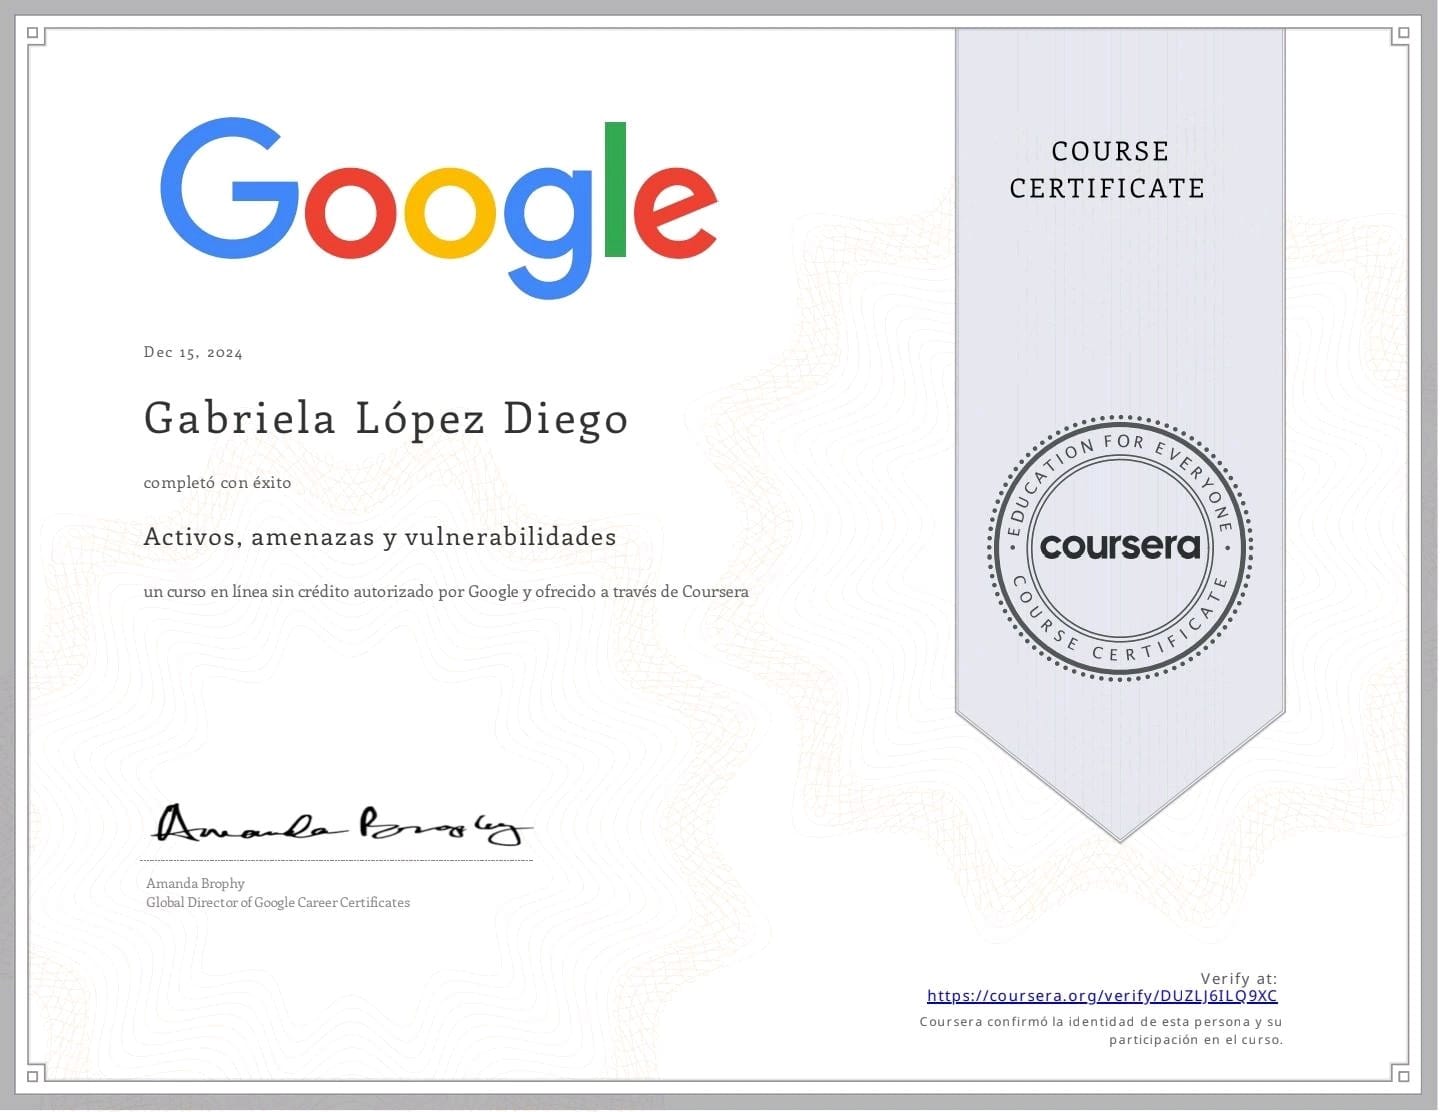 Google
COURSE
CERTIFICATE
Dec 15, 2024
Gabriela López Diego
completó con éxito
Activos, amenazas y vulnerabilidades
un curso en línea sin crédito autorizado por Google y ofrecido a través de Coursera
EDUCATION FOR EVERYONE
coursera
COURSE CERTIFICATE
Amanda Brophy
Amanda Brophy
Global Director of Google Career Certificates
Verify at:
https://coursera.org/verify/DUZLJ6ILQ9XC
Coursera confirmó la identidad de esta persona y su
participación en el curso.